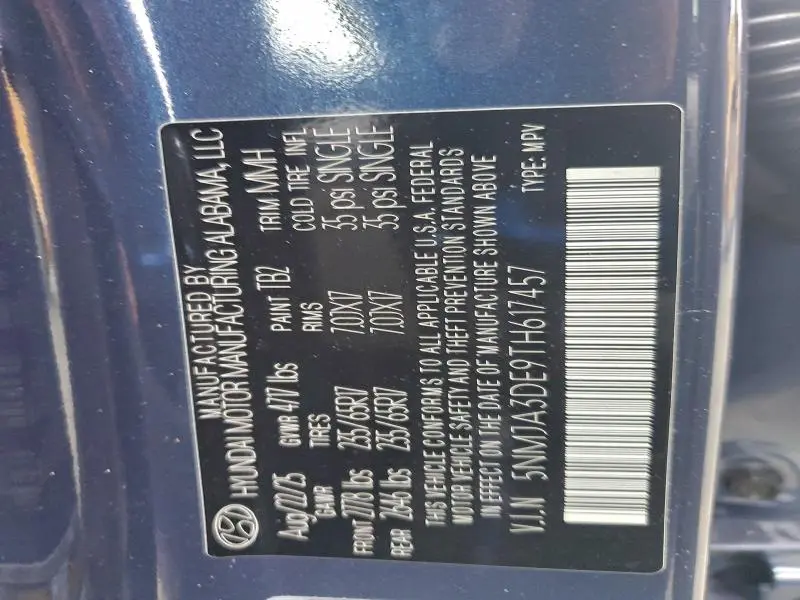 MANUFACTURED BY
HYUNDAI MOTOR MANUFACTURING ALABAMA, LLC
Aug/22/25 GVWR 4717 lbs PAINT TB2 TRIM MMH
GAWR TIRES RIMS COLD TIRE INFL.
FRONT 2778 lbs 235/65R17 7.0JX17 35 psi SINGLE
REAR 2646 lbs 235/65R17 7.0JX17 35 psi SINGLE
THIS VEHICLE CONFORMS TO ALL APPLICABLE U.S.A. FEDERAL
MOTOR VEHICLE SAFETY AND THEFT PREVENTION STANDARDS
IN EFFECT ON THE DATE OF MANUFACTURE SHOWN ABOVE
V.I.N 5NMJA3DE9TH617457 TYPE: MPV